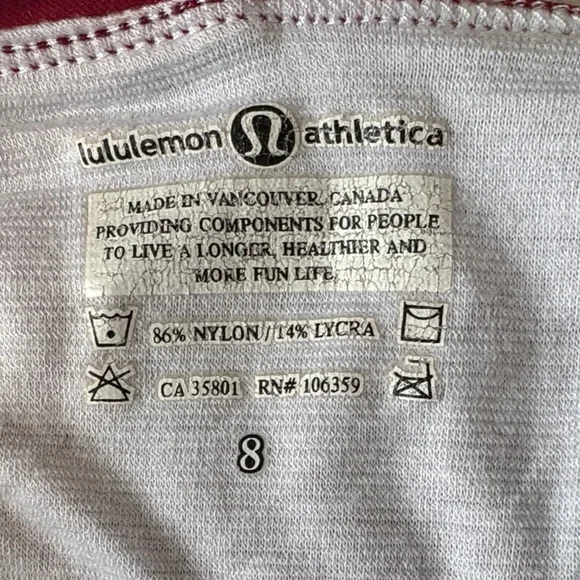 lululemon athletica
MADE IN VANCOUVER, CANADA
PROVIDING COMPONENTS FOR PEOPLE
TO LIVE A LONGER, HEALTHIER AND
MORE FUN LIFE.
86% NYLON / 14% LYCRA
CA 35801 RN# 106359
8